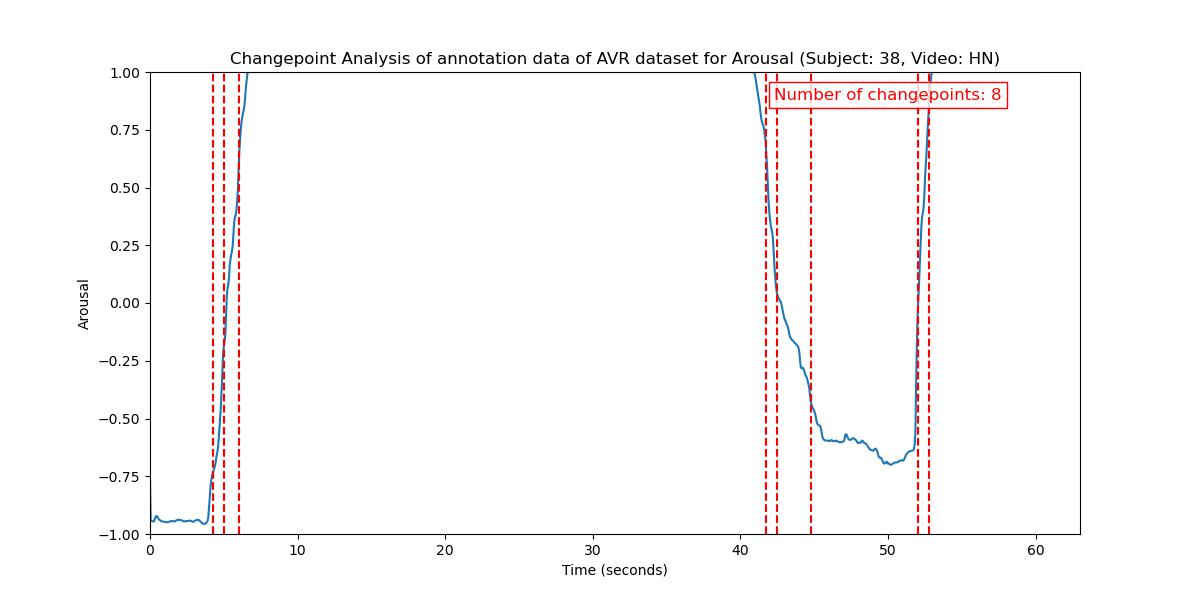 Changepoint Analysis of annotation data of AVR dataset for Arousal (Subject: 38, Video: HN)
Number of changepoints: 8
1.00
0.75
0.50
0.25
0.00
−0.25
−0.50
−0.75
−1.00
Arousal
0 10 20 30 40 50 60
Time (seconds)